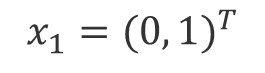 x₁ = (0, 1)ᵀ